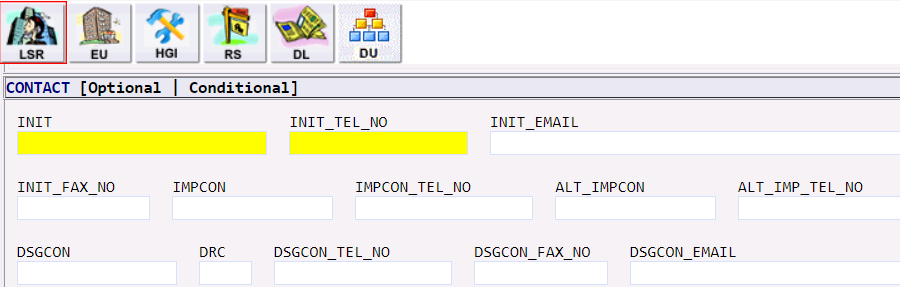 LSR EU HGI RS DL DU
CONTACT [Optional | Conditional]
INIT INIT_TEL_NO INIT_EMAIL
INIT_FAX_NO IMPCON IMPCON_TEL_NO ALT_IMPCON ALT_IMP_TEL_NO
DSGCON DRC DSGCON_TEL_NO DSGCON_FAX_NO DSGCON_EMAIL